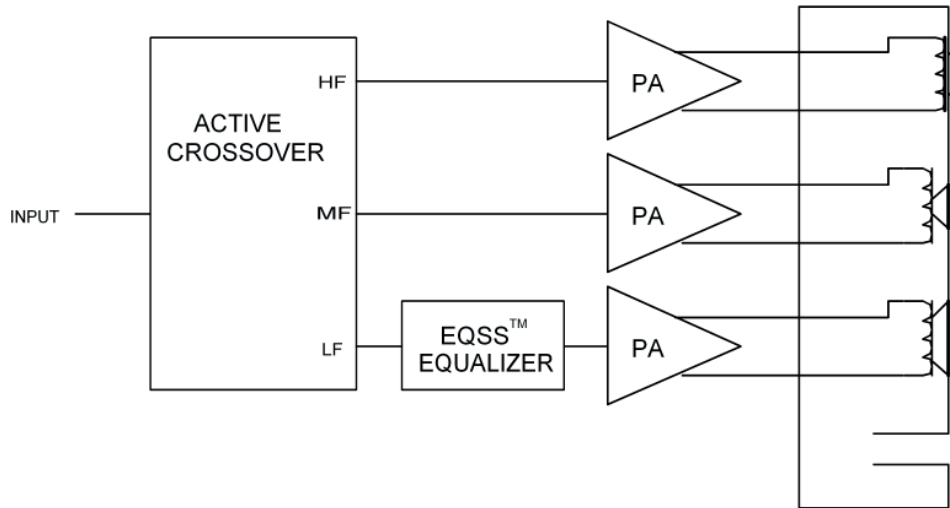 HF
PA
ACTIVE
CROSSOVER
INPUT
MF
PA
LF
EQSS™
EQUALIZER
PA